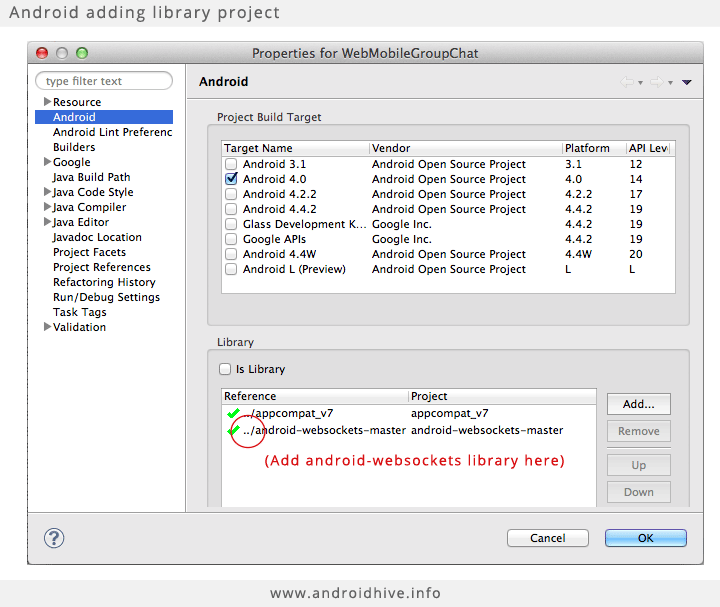 Android adding library project
Properties for WebMobileGroupChat
type filter text
Resource
Android
Android Lint Preferenc
Builders
Google
Java Build Path
Java Code Style
Java Compiler
Java Editor
Javadoc Location
Project Facets
Project References
Refactoring History
Run/Debug Settings
Task Tags
Validation
Android
Project Build Target
Target Name Vendor Platform API Lev
Android 3.1 Android Open Source Project 3.1 12
Android 4.0 Android Open Source Project 4.0 14
Android 4.2.2 Android Open Source Project 4.2.2 17
Android 4.4.2 Android Open Source Project 4.4.2 19
Glass Development K... Google Inc. 4.4.2 19
Google APIs Google Inc. 4.4.2 19
Android 4.4W Android Open Source Project 4.4W 20
Android L (Preview) Android Open Source Project L L
Library
Is Library
Reference Project
../appcompat_v7 appcompat_v7
../android-websockets-master android-websockets-master
(Add android-websockets library here)
Add...
Remove
Up
Down
?
Cancel
OK
www.androidhive.info